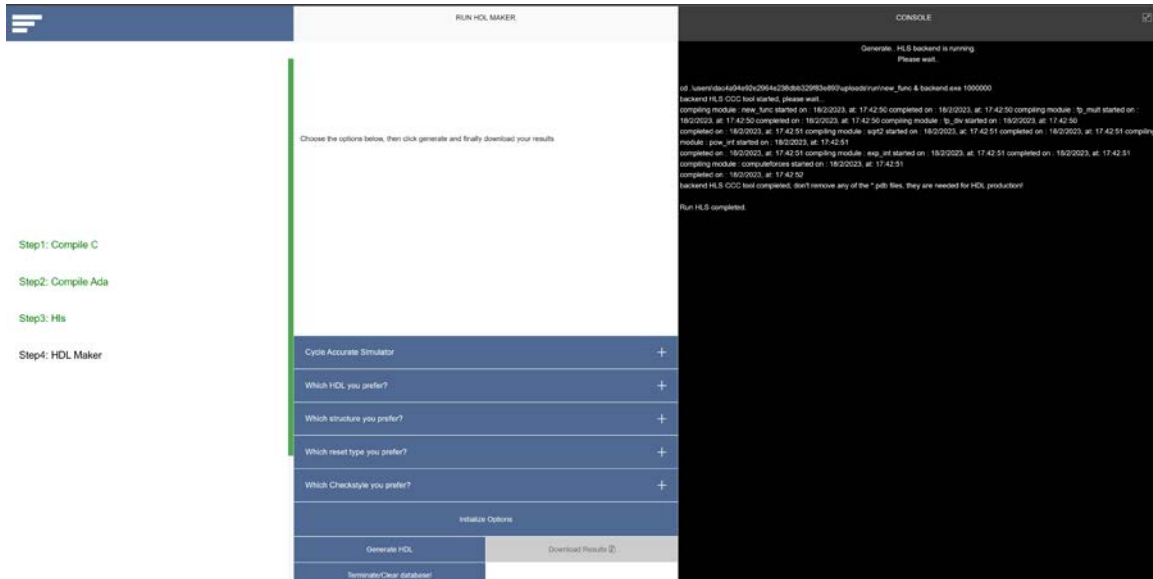 RUN HDL MAKER
CONSOLE
Step1: Compile C
Step2: Compile Ada
Step3: Hls
Step4: HDL Maker
Choose the options below, then click generate and finally download your results
Cycle Accurate Simulator
Which HDL you prefer?
Which structure you prefer?
Which reset type you prefer?
Which Checkstyle you prefer?
Initialize Options
Generate HDL
Download Results
Terminate/Clear database!
Generate.. HLS backend is running.
Please wait..
backend HLS CCC tool started, please wait...
compiling module : new_func started on : 18/2/2023, at: 17:42:50 completed on : 18/2/2023, at: 17:42:50 compiling module : fp_mult started on :
18/2/2023, at: 17:42:50 completed on : 18/2/2023, at: 17:42:50 compiling module : fp_div started on : 18/2/2023, at: 17:42:50
completed on : 18/2/2023, at: 17:42:51 compiling module : sqrt2 started on : 18/2/2023, at: 17:42:51 completed on : 18/2/2023, at: 17:42:51 compiling
module : pow_int started on : 18/2/2023, at: 17:42:51
completed on : 18/2/2023, at: 17:42:51 compiling module : exp_int started on : 18/2/2023, at: 17:42:51 completed on : 18/2/2023, at: 17:42:51
compiling module : computeforces started on : 18/2/2023, at: 17:42:51
completed on : 18/2/2023, at: 17:42:52
backend HLS CCC tool completed, don't remove any of the *.pdb files, they are needed for HDL production!
Run HLS completed.